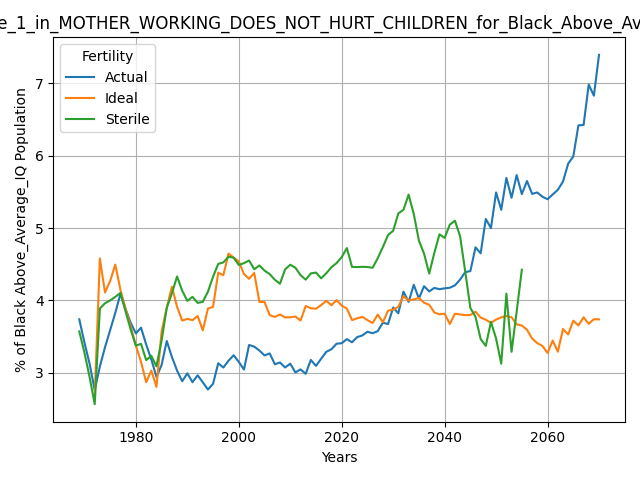 e_1_in_MOTHER_WORKING_DOES_NOT_HURT_CHILDREN_for_Black_Above_Av
Fertility
Actual
Ideal
Sterile
% of Black Above_Average_IQ Population
7
6
5
4
3
1980
2000
2020
2040
2060
Years